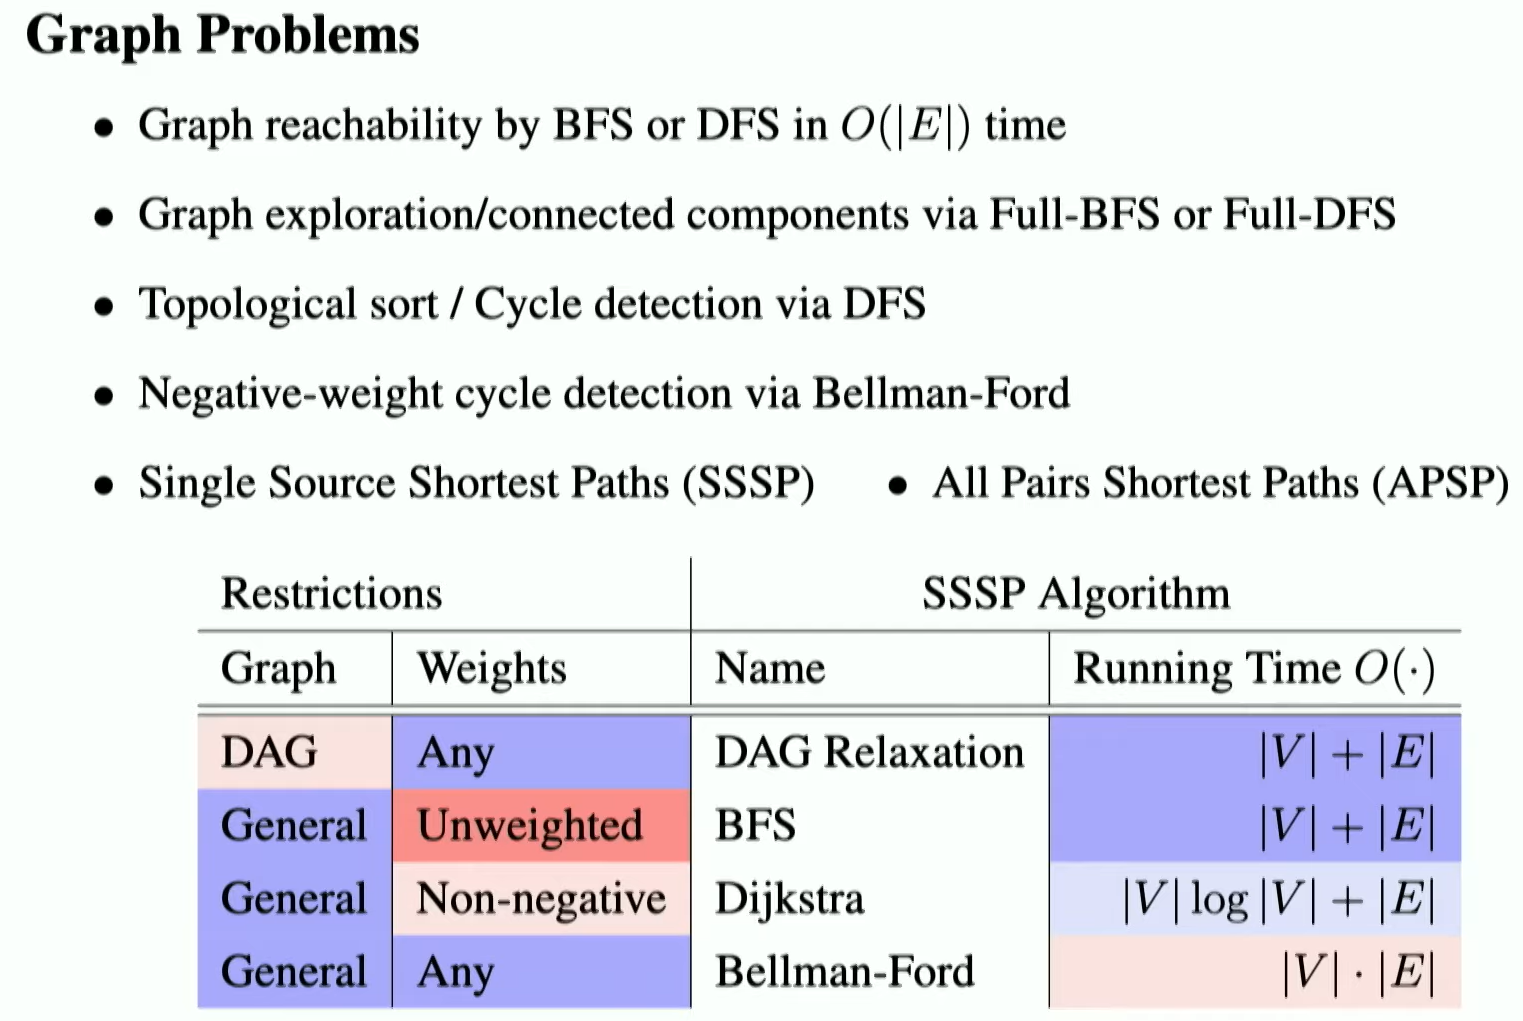 Graph Problems
• Graph reachability by BFS or DFS in O(|E|) time
• Graph exploration/connected components via Full-BFS or Full-DFS
• Topological sort / Cycle detection via DFS
• Negative-weight cycle detection via Bellman-Ford
• Single Source Shortest Paths (SSSP) • All Pairs Shortest Paths (APSP)
Restrictions SSSP Algorithm
Graph Weights Name Running Time O(·)
DAG Any DAG Relaxation |V| + |E|
General Unweighted BFS |V| + |E|
General Non-negative Dijkstra |V| log |V| + |E|
General Any Bellman-Ford |V| · |E|